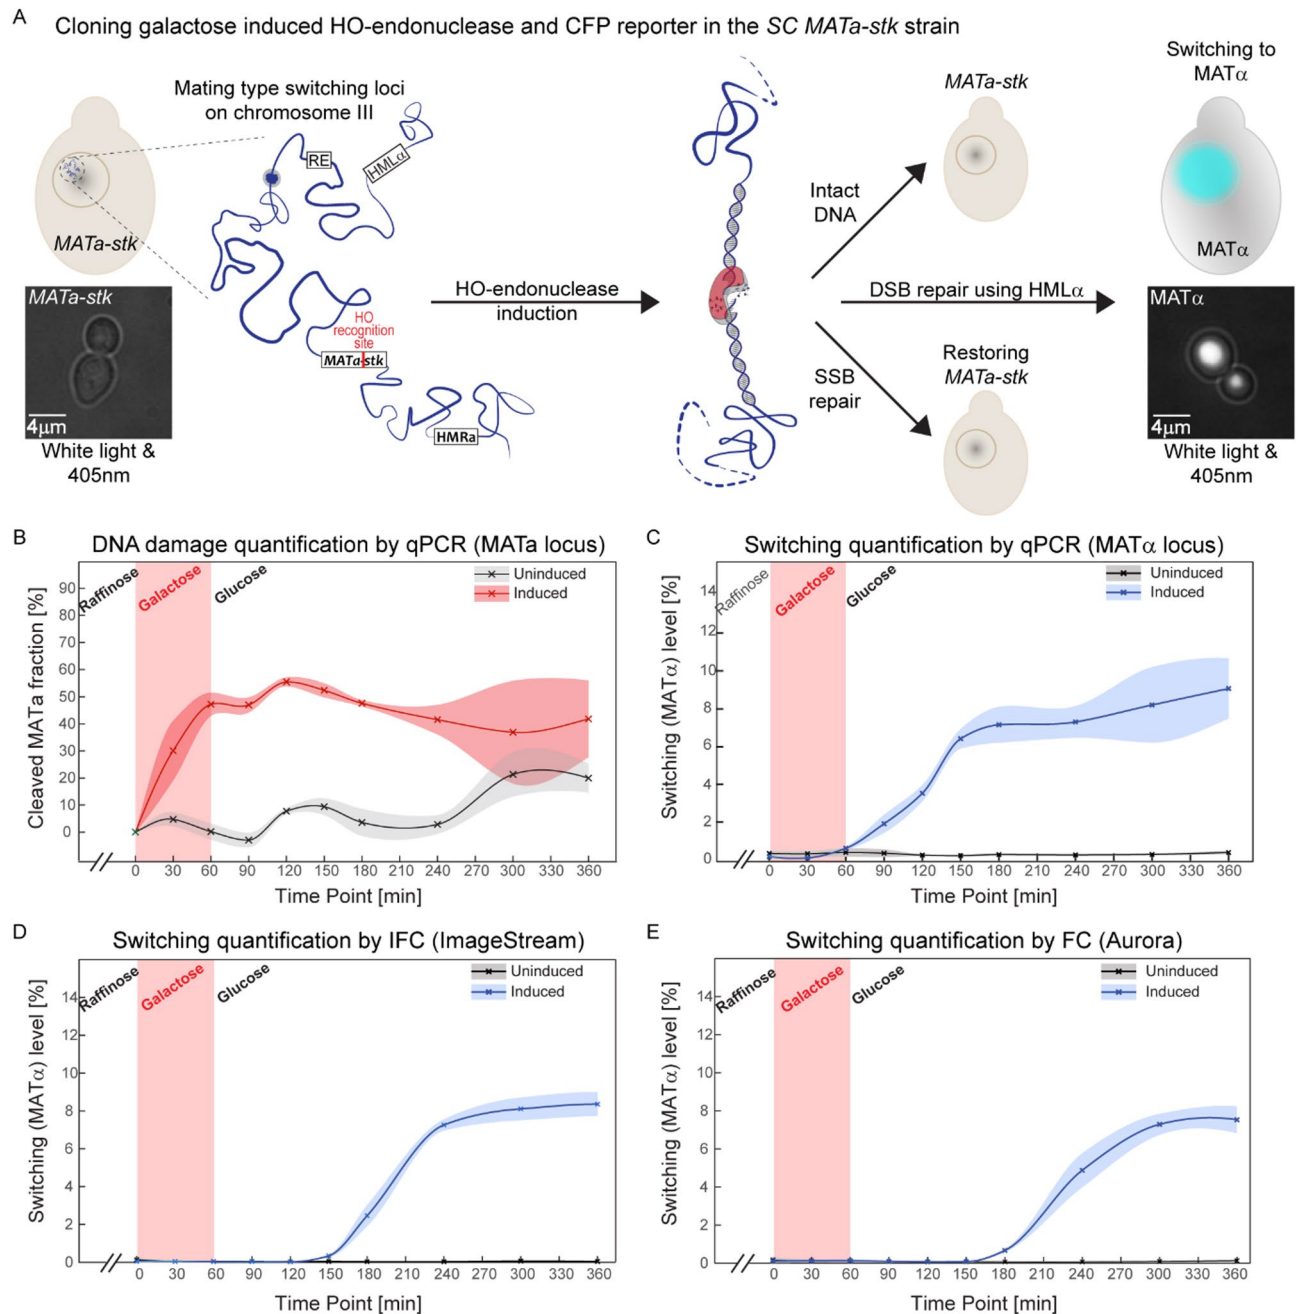 A
Cloning galactose induced HO-endonuclease and CFP reporter in the SC MATa-stk strain
Mating type switching loci
on chromosome III
RE
HMLα
MATa-stk
MATa-stk
4μm
White light &
405nm
HO
recognition
site
MATa-stk
HMRa
HO-endonuclease
induction
Intact
DNA
MATa-stk
DSB repair using HMLα
SSB
repair
Restoring
MATa-stk
Switching to
MATα
MATα
MATα
4μm
White light &
405nm
B
DNA damage quantification by qPCR (MATa locus)
Raffinose
Galactose
Glucose
Uninduced
Induced
Cleaved MATa fraction [%]
90
80
70
60
50
40
30
20
10
0
0 30 60 90 120 150 180 210 240 270 300 330 360
Time Point [min]
C
Switching quantification by qPCR (MATα locus)
Raffinose
Galactose
Glucose
Uninduced
Induced
Switching (MATα) level [%]
14
12
10
8
6
4
2
0
0 30 60 90 120 150 180 210 240 270 300 330 360
Time Point [min]
D
Switching quantification by IFC (ImageStream)
Raffinose
Galactose
Glucose
Uninduced
Induced
Switching (MATα) level [%]
14
12
10
8
6
4
2
0
0 30 60 90 120 150 180 210 240 270 300 330 360
Time Point [min]
E
Switching quantification by FC (Aurora)
Raffinose
Galactose
Glucose
Uninduced
Induced
Switching (MATα) level [%]
14
12
10
8
6
4
2
0
0 30 60 90 120 150 180 210 240 270 300 330 360
Time Point [min]